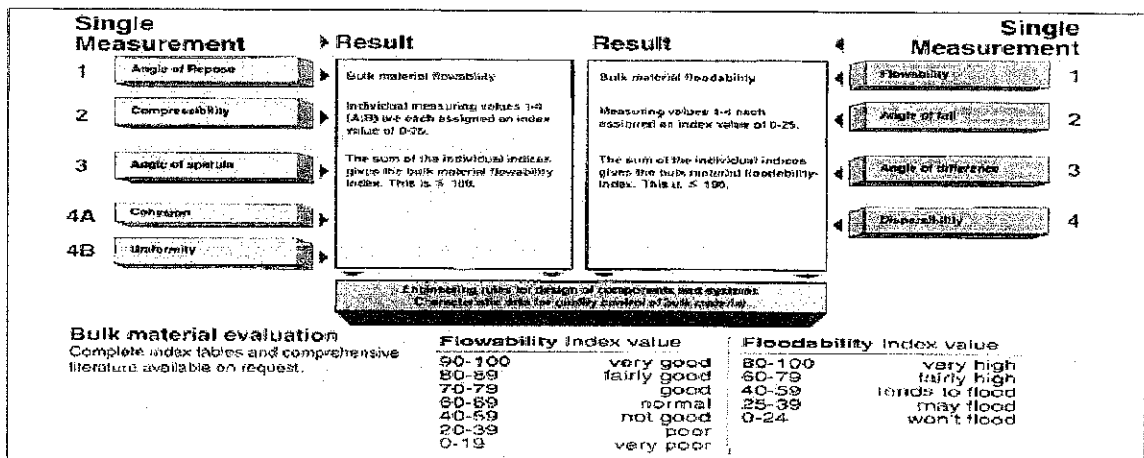 Single
Measurement
Result
1
Angle of Repose
2
Compressibility
3
Angle of spatula
4A
Cohesion
4B
Uniformity
Bulk material flowability
Individual measuring values 1-4
(A;B) are each assigned an index
value of 0-25.
The sum of the individual indices
gives the bulk material flowability
index. This is ≤ 100.
Result
Bulk material floodability
Measuring values 1-4 each
assigned an index value of 0-25.
The sum of the individual indices
gives the bulk material floodability-
index. This is ≤ 100.
Single
Measurement
Flowability
1
Angle of fall
2
Angle of difference
3
Dispersibility
4
Engineering rules for design of components and systems
Characteristic data for quality control of bulk material
Bulk material evaluation
Complete index tables and comprehensive
literature available on request.
Flowability Index value
90-100 very good
80-89 fairly good
70-79 good
60-69 normal
40-59 not good
20-39 poor
0-19 very poor
Floodability Index value
80-100 very high
60-79 fairly high
40-59 tends to flood
25-39 may flood
0-24 won't flood